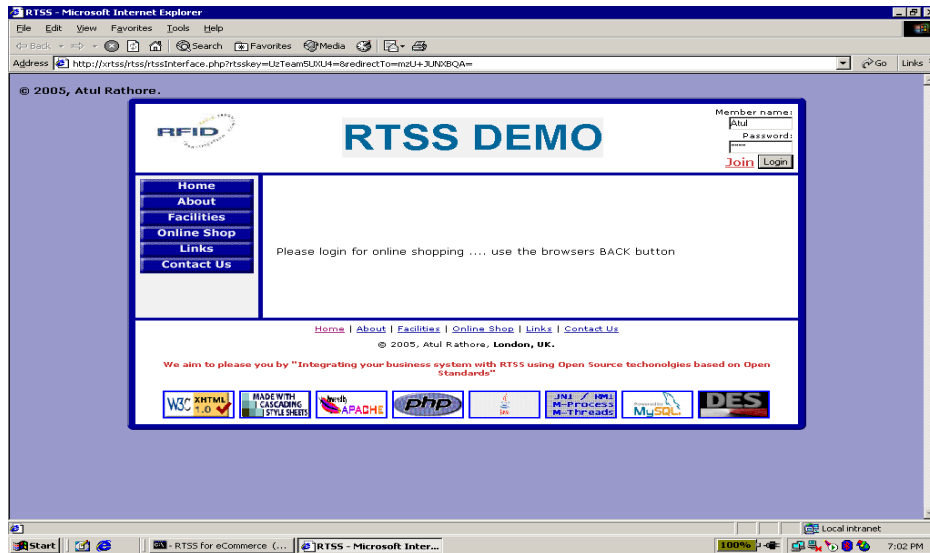 RTSS - Microsoft Internet Explorer
File Edit View Favorites Tools Help
Back Search Favorites Media
Address http://xrtss/rtss/rtssInterface.php?rtsskey=UzTeam5UXU4=&redirectTo=mzU+JUNXBQA= Go Links
© 2005, Atul Rathore.
RFID
RTSS DEMO
Member name:
Atul
Password:
****
Join Login
Home
About
Facilities
Online Shop
Links
Contact Us
Please login for online shopping .... use the browsers BACK button
Home | About | Facilities | Online Shop | Links | Contact Us
© 2005, Atul Rathore, London, UK.
We aim to please you by "Integrating your business system with RTSS using Open Source techonolgies based on Open
Standards"
W3C XHTML 1.0
MADE WITH CASCADING STYLE SHEETS
APACHE
php
JNI / RMI
M-Process
M-Threads
Powered by MySQL
DES
Local intranet
Start - RTSS for eCommerce (... RTSS - Microsoft Inter... 100% 7:02 PM